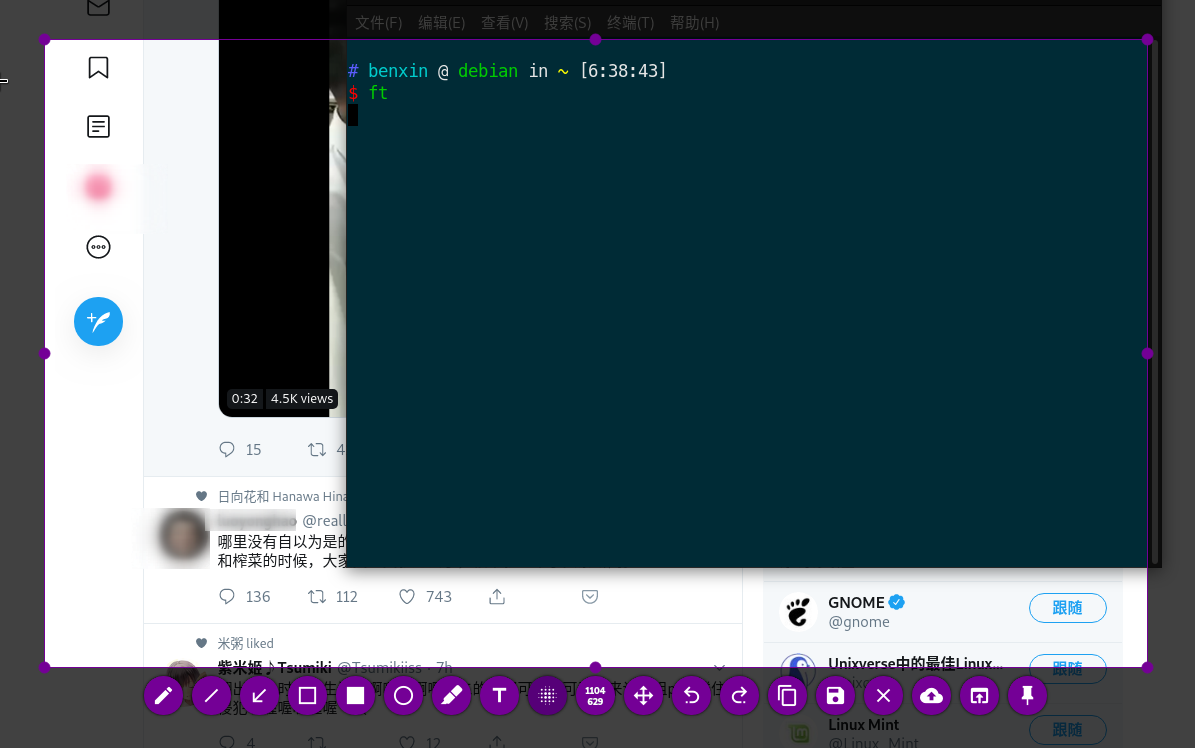 文件(F) 编辑(E) 查看(V) 搜索(S) 终端(T) 帮助(H)
# benxin @ debian in ~ [6:38:43]
$ ft
0:32 4.5K views
15 4
日向花和 Hanawa Hina
@reall
哪里没有自以为是的
和榨菜的时候，大家
136 112 743
GNOME
@gnome
跟随
米粥 liked
紫米姬♪Tsumiki @Tsumikiiss · 7h
Unixverse中的最佳Linux...
跟随
1104
629
T
Linux Mint
@Linux_Mint
跟随
4 12